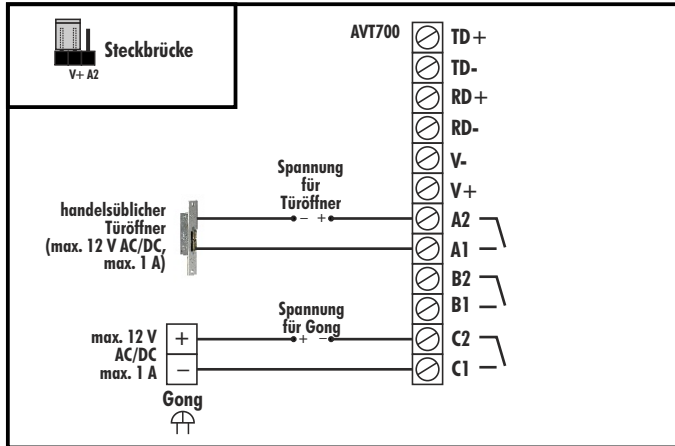 Steckbrücke
V+ A2
AVT700
TD+
TD-
RD+
RD-
V-
V+
A2
A1
B2
B1
C2
C1
Spannung
für
Türöffner
- +
handelsüblicher
Türöffner
(max. 12 V AC/DC,
max. 1 A)
Spannung
für Gong
+ -
max. 12 V
AC/DC
max. 1 A
+
-
Gong